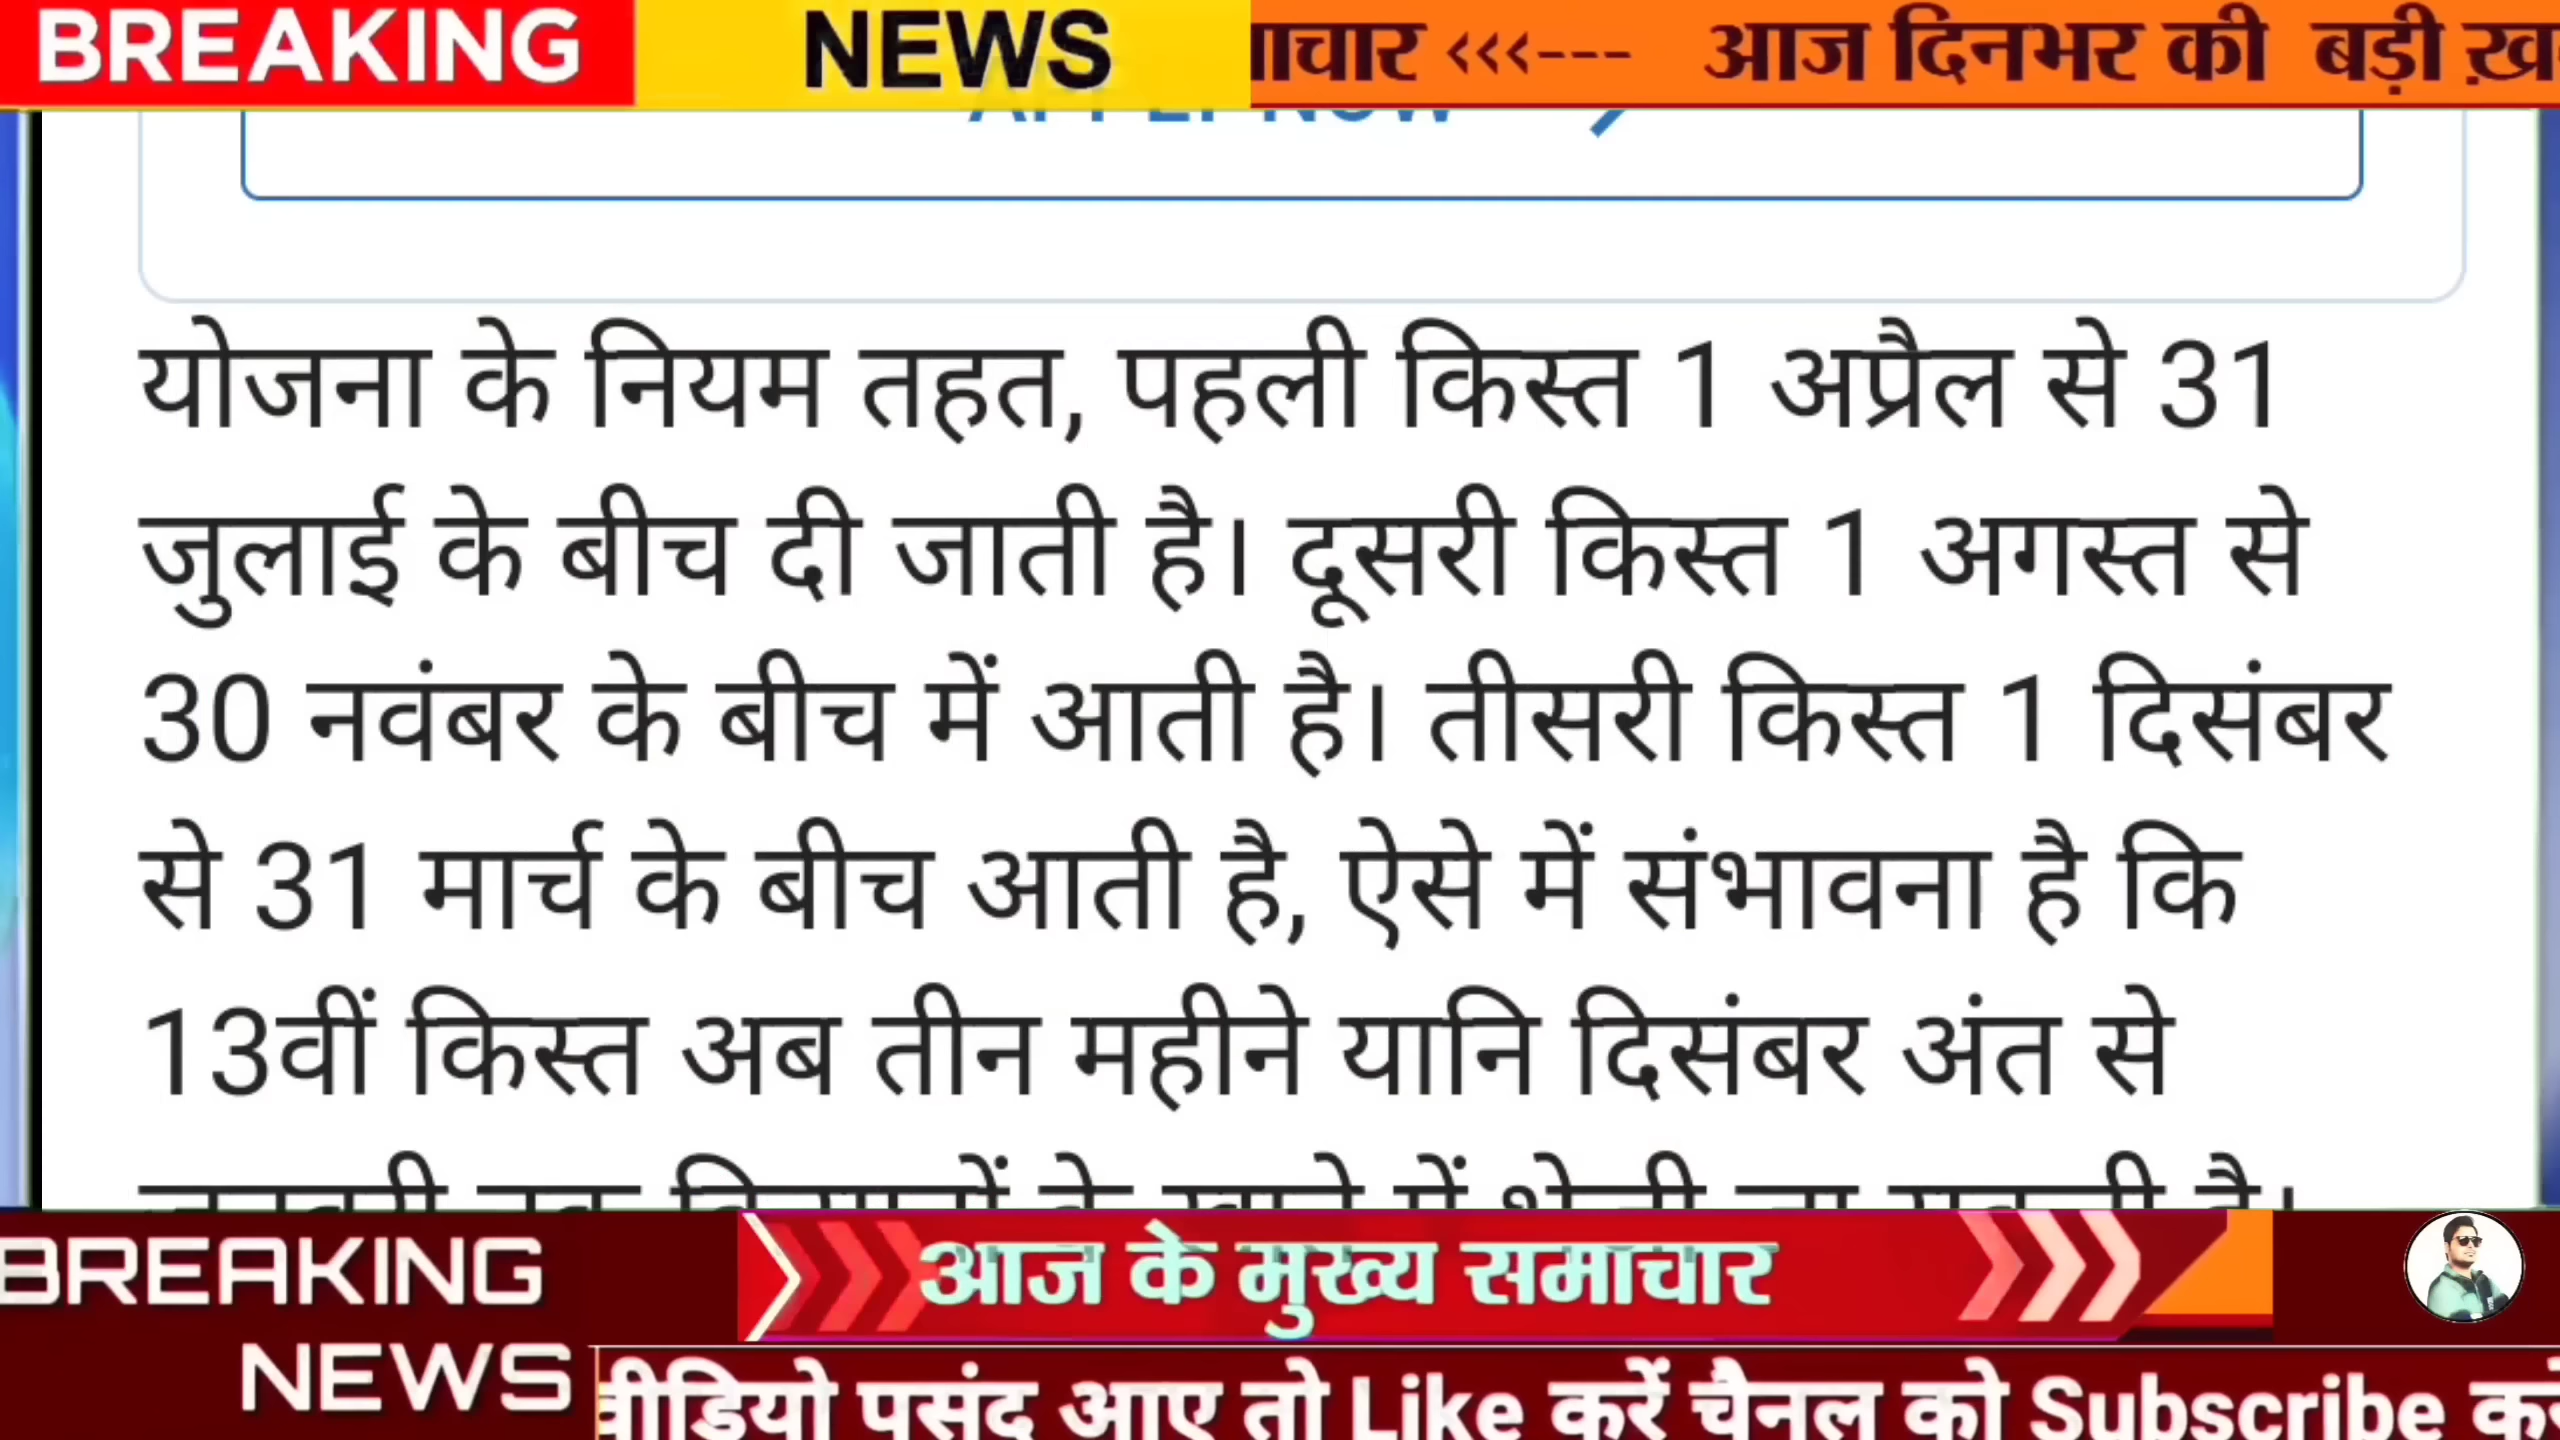 BREAKING NEWS ाचार <<<--- आज दिनभर की बड़ी
योजना के नियम तहत, पहली किस्त 1 अप्रैल से 31
जुलाई के बीच दी जाती है। दूसरी किस्त 1 अगस्त से
30 नवंबर के बीच में आती है। तीसरी किस्त 1 दिसंबर
से 31 मार्च के बीच आती है, ऐसे में संभावना है कि
13वीं किस्त अब तीन महीने यानि दिसंबर अंत से
BREAKING
NEWS
आज के मुख्य समाचार
वीडियो पसंद आए तो Like करें चैनल को Subscribe